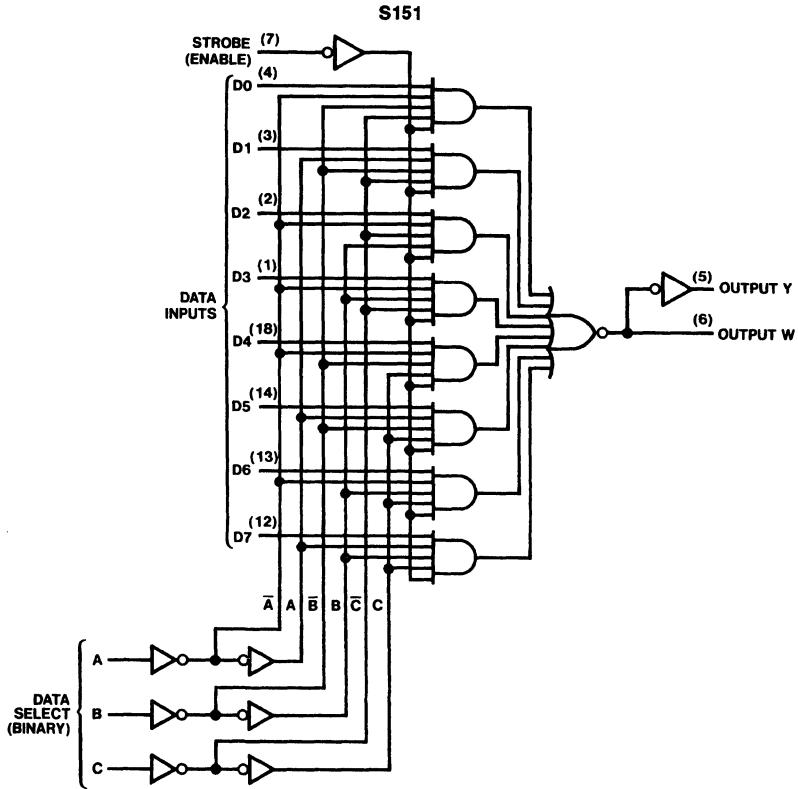 S151
STROBE (7)
(ENABLE)
D0 (4)
D1 (3)
D2 (2)
D3 (1)
DATA
INPUTS
D4 (18)
D5 (14)
D6 (13)
D7 (12)
(5) OUTPUT Y
(6) OUTPUT W
A̅ A B̅ B C̅ C
A
DATA
SELECT
(BINARY)
B
C